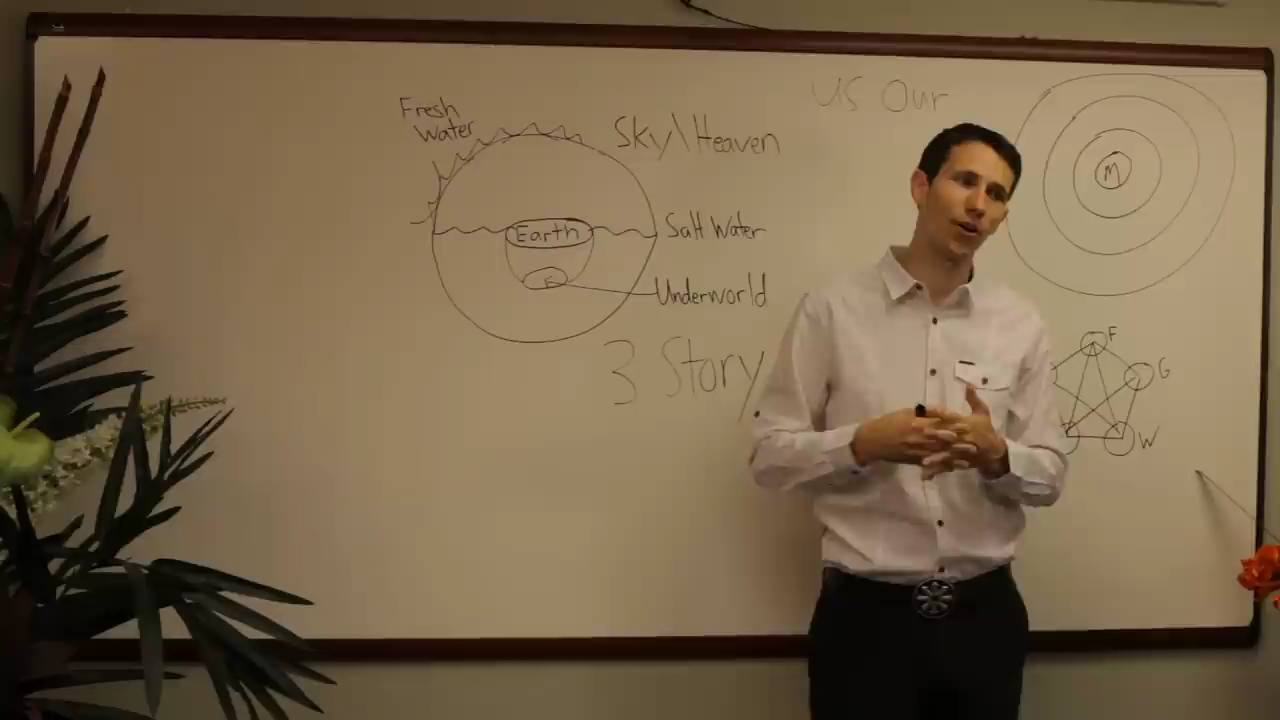 US Our
Fresh
Water
Sky\Heaven
M
Earth
Salt Water
Underworld
3 Story
F
G
W